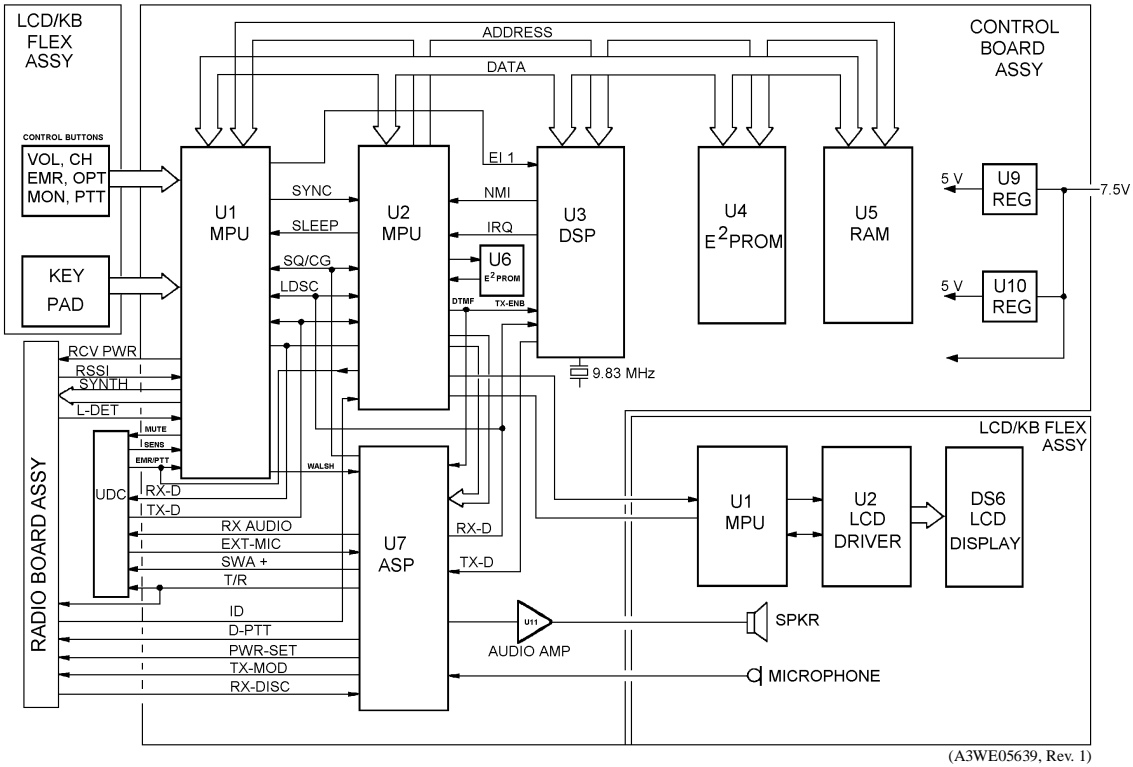 LCD/KB
FLEX
ASSY
CONTROL
BOARD
ASSY
ADDRESS
DATA
CONTROL BUTTONS
VOL, CH
EMR, OPT
MON, PTT
KEY
PAD
U1
MPU
U2
MPU
U3
DSP
U4
E2PROM
U5
RAM
U6
E2PROM
5 V
U9
REG
7.5V
5 V
U10
REG
EI 1
SYNC
NMI
SLEEP
IRQ
SQ/CG
LDSC
DTMF
TX-ENB
9.83 MHz
RCV PWR
RSSI
SYNTH
L-DET
MUTE
SENS
EMR/PTT
WALSH
UDC
RX-D
TX-D
RX AUDIO
EXT-MIC
SWA +
T/R
ID
D-PTT
PWR-SET
TX-MOD
RX-DISC
RADIO BOARD ASSY
U7
ASP
RX-D
TX-D
U11
AUDIO AMP
SPKR
MICROPHONE
LCD/KB FLEX
ASSY
U1
MPU
U2
LCD
DRIVER
DS6
LCD
DISPLAY
(A3WE05639, Rev. 1)